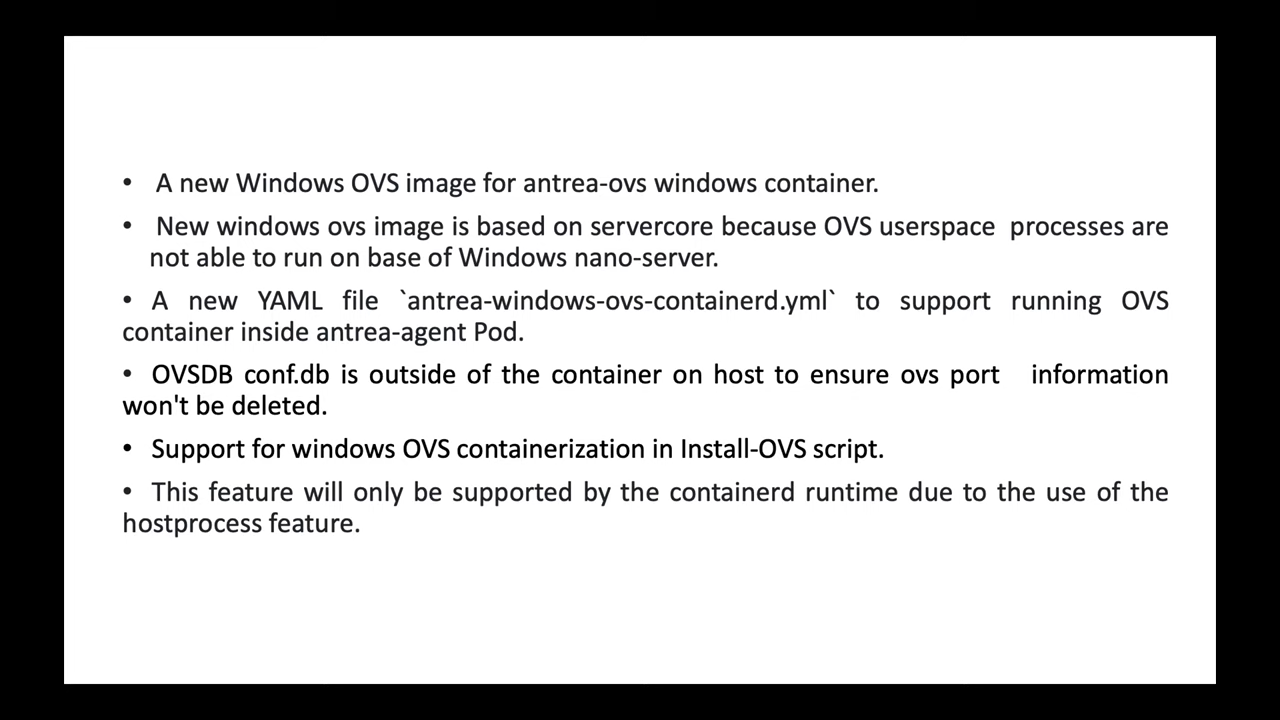 • A new Windows OVS image for antrea-ovs windows container.
• New windows ovs image is based on servercore because OVS userspace processes are
not able to run on base of Windows nano-server.
• A new YAML file `antrea-windows-ovs-containerd.yml` to support running OVS
container inside antrea-agent Pod.
• OVSDB conf.db is outside of the container on host to ensure ovs port information
won't be deleted.
• Support for windows OVS containerization in Install-OVS script.
• This feature will only be supported by the containerd runtime due to the use of the
hostprocess feature.